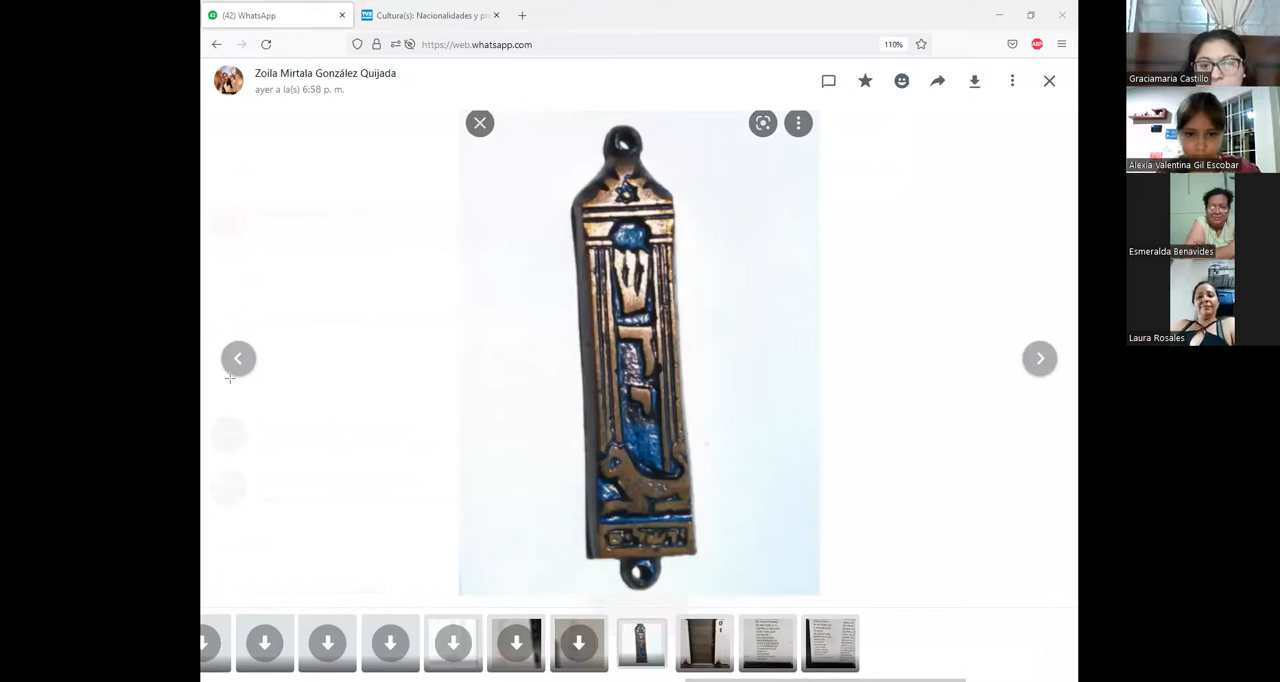 (42) WhatsApp
Cultura(s): Nacionalidades y pr
https://web.whatsapp.com
110%
Zoila Mirtala González Quijada
ayer a la(s) 6:58 p. m.
שדי
Graciamaria Castillo
Alexia Valentina Gil Escobar
Esmeralda Benavides
Laura Rosales